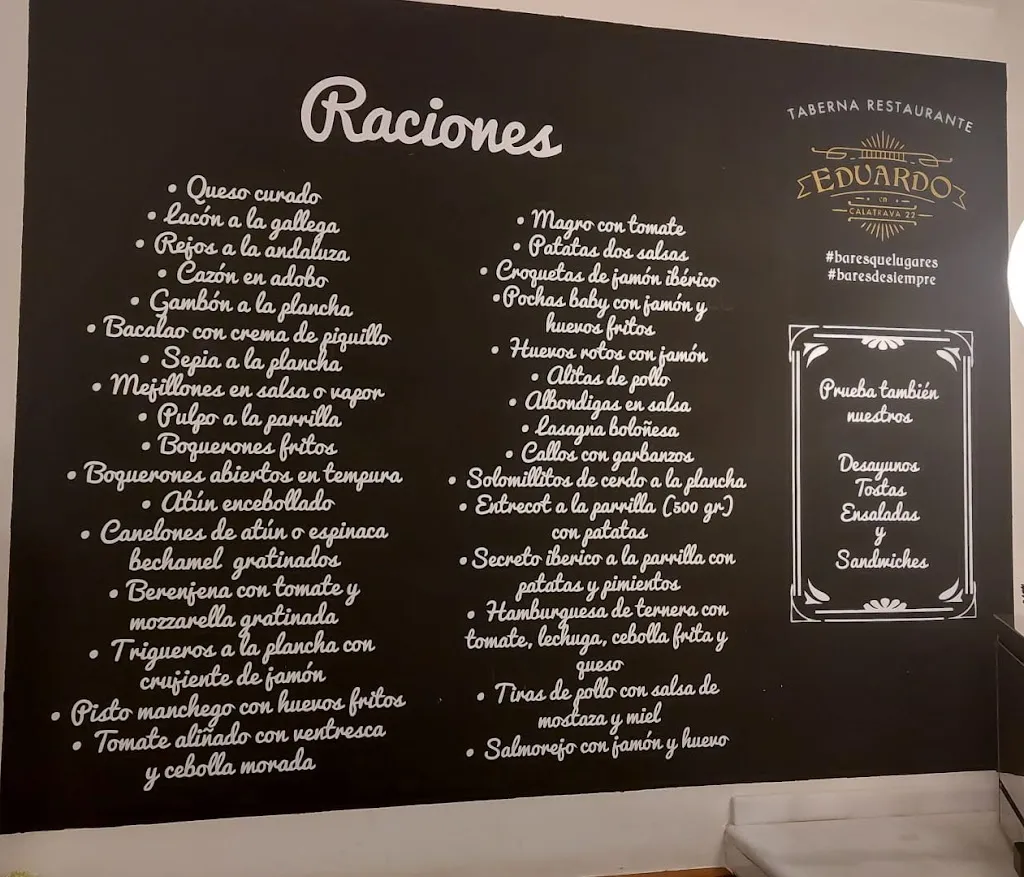 Raciones
• Queso curado
• Lacón a la gallega
• Rejos a la andaluza
• Cazón en adobo
• Gambón a la plancha
• Bacalao con crema de piquillo
• Sepia a la plancha
• Mejillones en salsa o vapor
• Pulpo a la parrilla
• Boquerones fritos
• Boquerones abiertos en tempura
• Atún encebollado
• Canelones de atún o espinaca
bechamel gratinados
• Berenjena con tomate y
mozzarella gratinada
• Trigueros a la plancha con
crujiente de jamón
• Pisto manchego con huevos fritos
• Tomate aliñado con ventresca
y cebolla morada
• Magro con tomate
• Patatas dos salsas
• Croquetas de jamón ibérico
• Pochas baby con jamón y
huevos fritos
• Huevos rotos con jamón
• Alitas de pollo
• Albondigas en salsa
• Lasagna boloñesa
• Callos con garbanzos
• Solomillitos de cerdo a la plancha
• Entrecot a la parrilla (500 gr)
con patatas
• Secreto iberico a la parrilla con
patatas y pimientos
• Hamburguesa de ternera con
tomate, lechuga, cebolla frita y
queso
• Tiras de pollo con salsa de
mostaza y miel
• Salmorejo con jamón y huevo
TABERNA RESTAURANTE
EDUARDO
en
CALATRAVA 22
#baresquelugares
#baresdesiempre
Prueba también
nuestros
Desayunos
Tostas
Ensaladas
y
Sandwiches